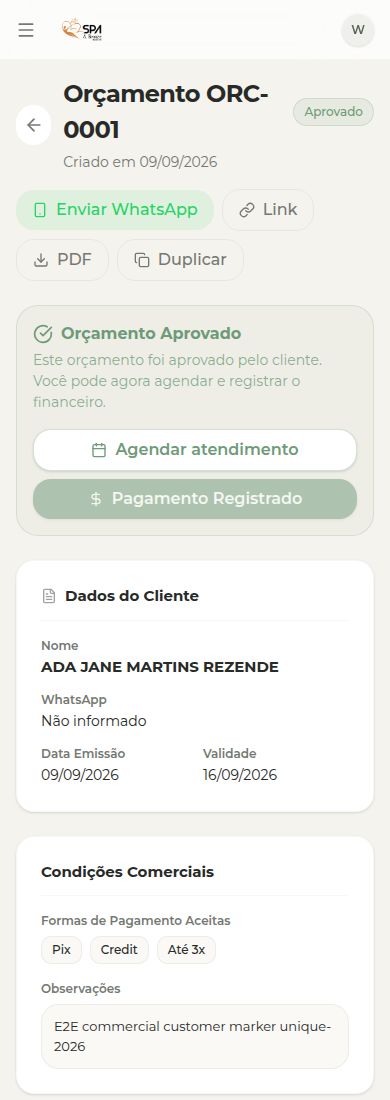 SPA
W
Orçamento ORC-
0001
Aprovado
Criado em 09/09/2026
Enviar WhatsApp
Link
PDF
Duplicar
Orçamento Aprovado
Este orçamento foi aprovado pelo cliente.
Você pode agora agendar e registrar o
financeiro.
Agendar atendimento
Pagamento Registrado
Dados do Cliente
Nome
ADA JANE MARTINS REZENDE
WhatsApp
Não informado
Data Emissão
Validade
09/09/2026
16/09/2026
Condições Comerciais
Formas de Pagamento Aceitas
Pix
Credit
Até 3x
Observações
E2E commercial customer marker unique-
2026